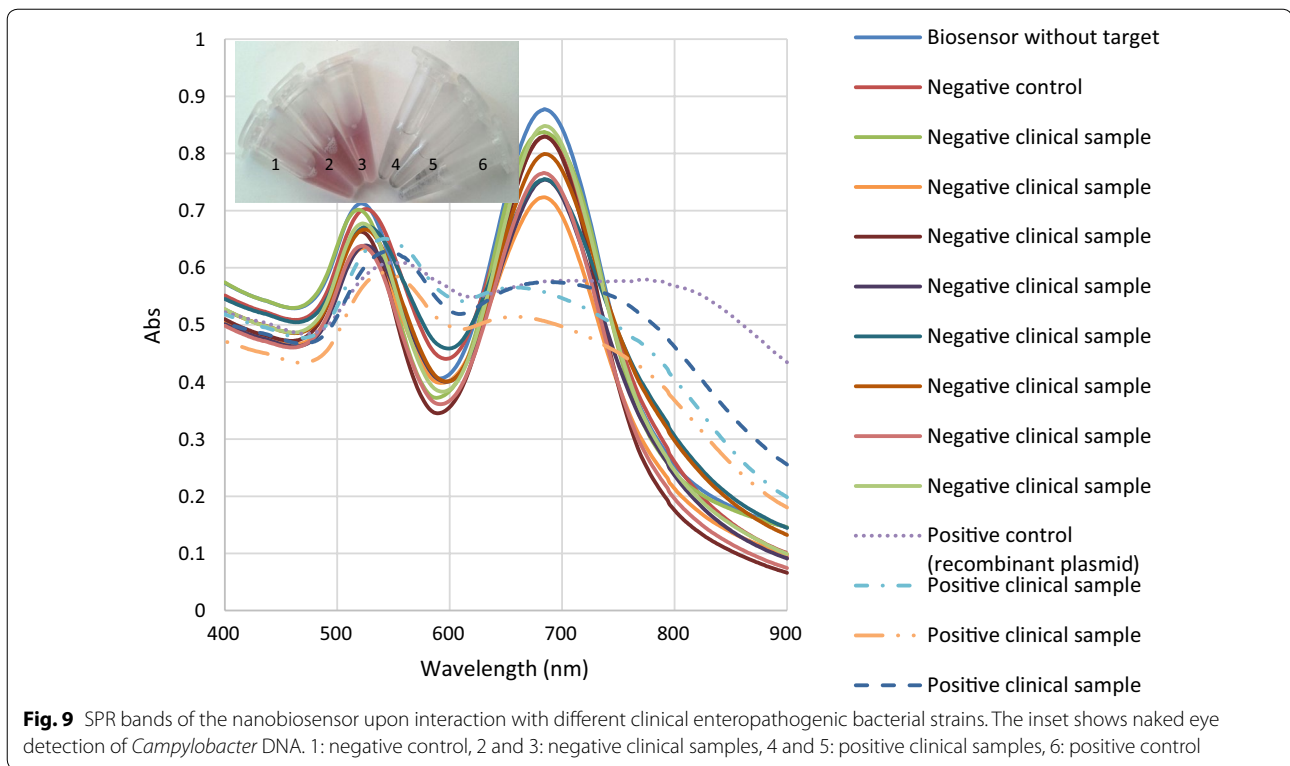 1
0.9
0.8
0.7
0.6
0.5
0.4
0.3
0.2
0.1
0
Abs
400 500 600 700 800 900
Wavelength (nm)
1 2 3 4 5 6
Biosensor without target
Negative control
Negative clinical sample
Negative clinical sample
Negative clinical sample
Negative clinical sample
Negative clinical sample
Negative clinical sample
Negative clinical sample
Negative clinical sample
Positive control
(recombinant plasmid)
Positive clinical sample
Positive clinical sample
Positive clinical sample
Fig. 9 SPR bands of the nanobiosensor upon interaction with different clinical enteropathogenic bacterial strains. The inset shows naked eye
detection of Campylobacter DNA. 1: negative control, 2 and 3: negative clinical samples, 4 and 5: positive clinical samples, 6: positive control